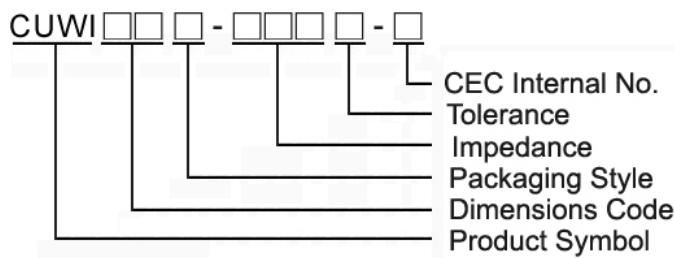 CUWI□□ □-□□□ □-□
CEC Internal No.
Tolerance
Impedance
Packaging Style
Dimensions Code
Product Symbol